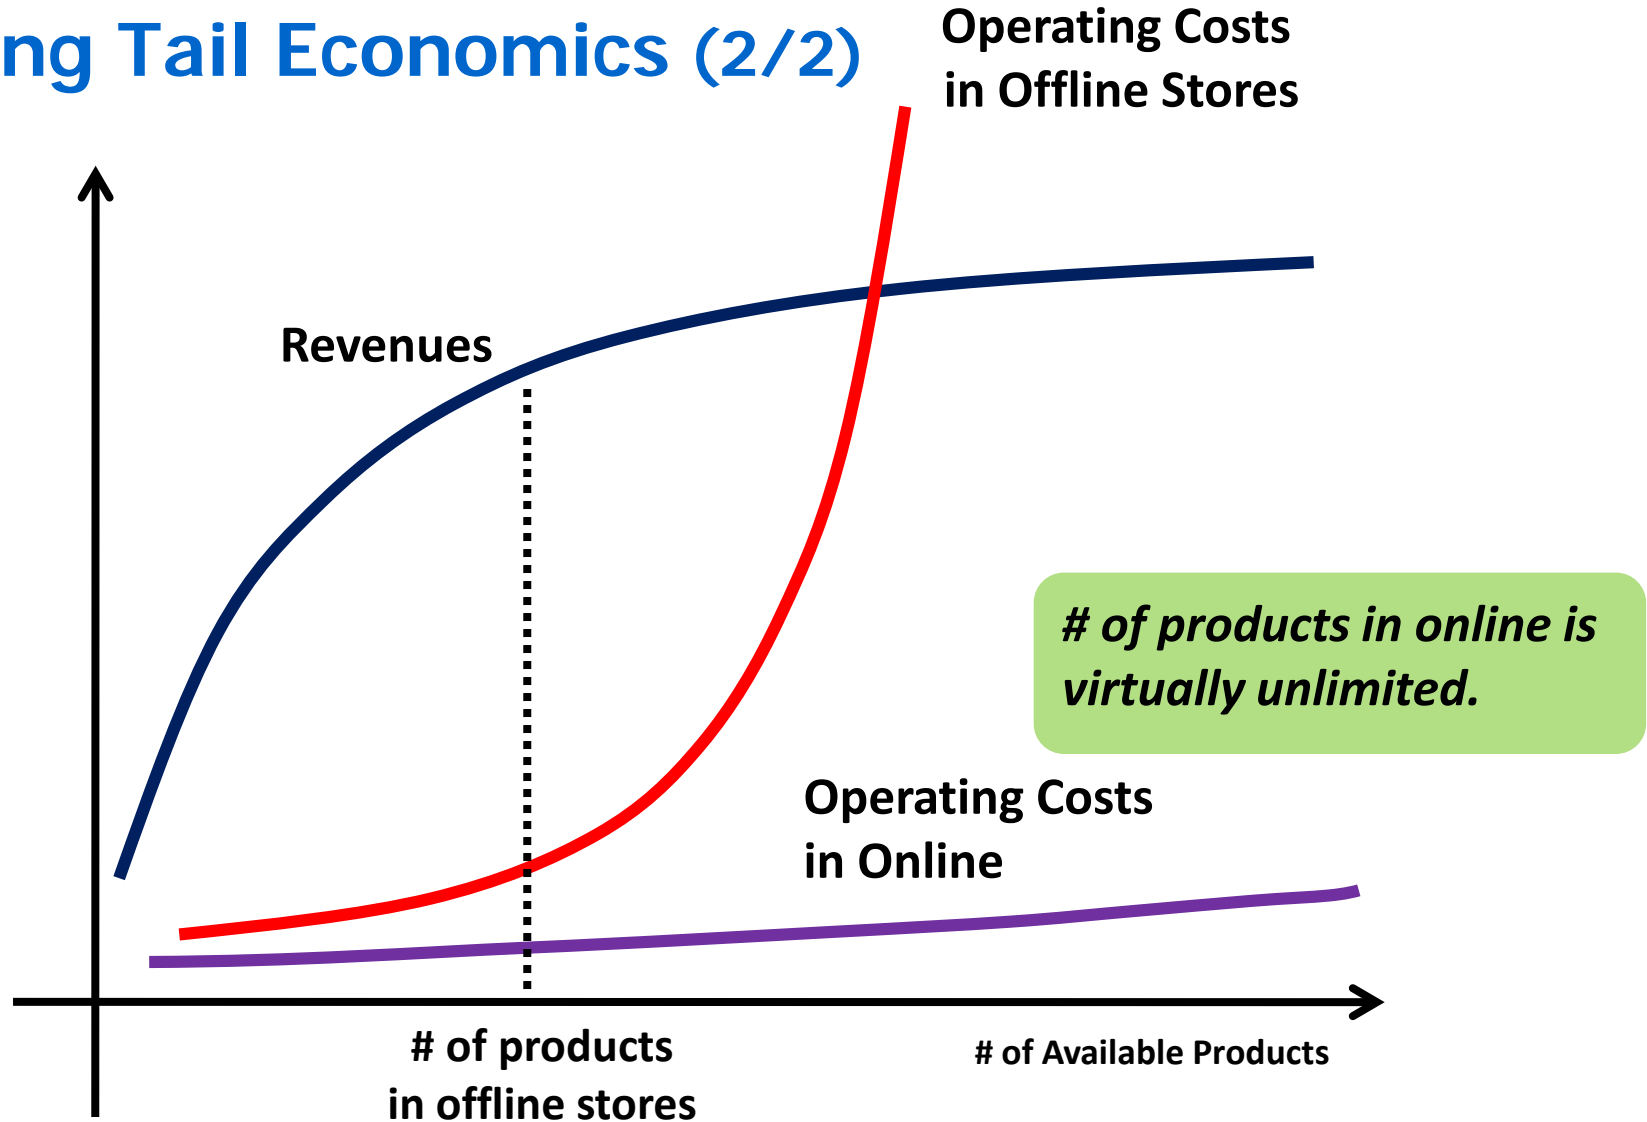 ng Tail Economics (2/2)
Operating Costs
in Offline Stores
Revenues
# of products in online is
virtually unlimited.
Operating Costs
in Online
# of products
in offline stores
# of Available Products